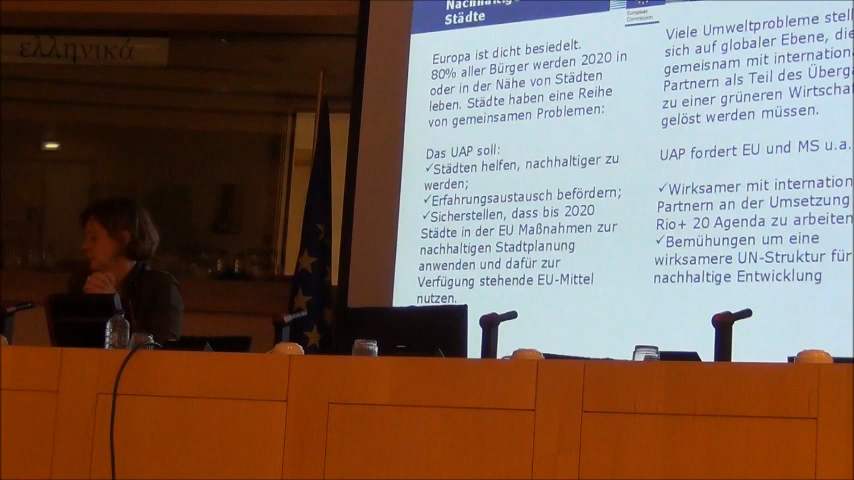 ελληνικά
Nachhaltige
Städte
European
Commission
Europa ist dicht besiedelt.
80% aller Bürger werden 2020 in
oder in der Nähe von Städten
leben. Städte haben eine Reihe
von gemeinsamen Problemen:
Das UAP soll:
✓Städten helfen, nachhaltiger zu
werden;
✓Erfahrungsaustausch befördern;
✓Sicherstellen, dass bis 2020
Städte in der EU Maßnahmen zur
nachhaltigen Stadtplanung
anwenden und dafür zur
Verfügung stehende EU-Mittel
nutzen.
Viele Umweltprobleme stell
sich auf globaler Ebene, die
gemeisnam mit internation
Partnern als Teil des Überga
zu einer grüneren Wirtscha
gelöst werden müssen.
UAP fordert EU und MS u.a.
✓Wirksamer mit internation
Partnern an der Umsetzung
Rio+ 20 Agenda zu arbeiten
✓Bemühungen um eine
wirksamere UN-Struktur für
nachhaltige Entwicklung